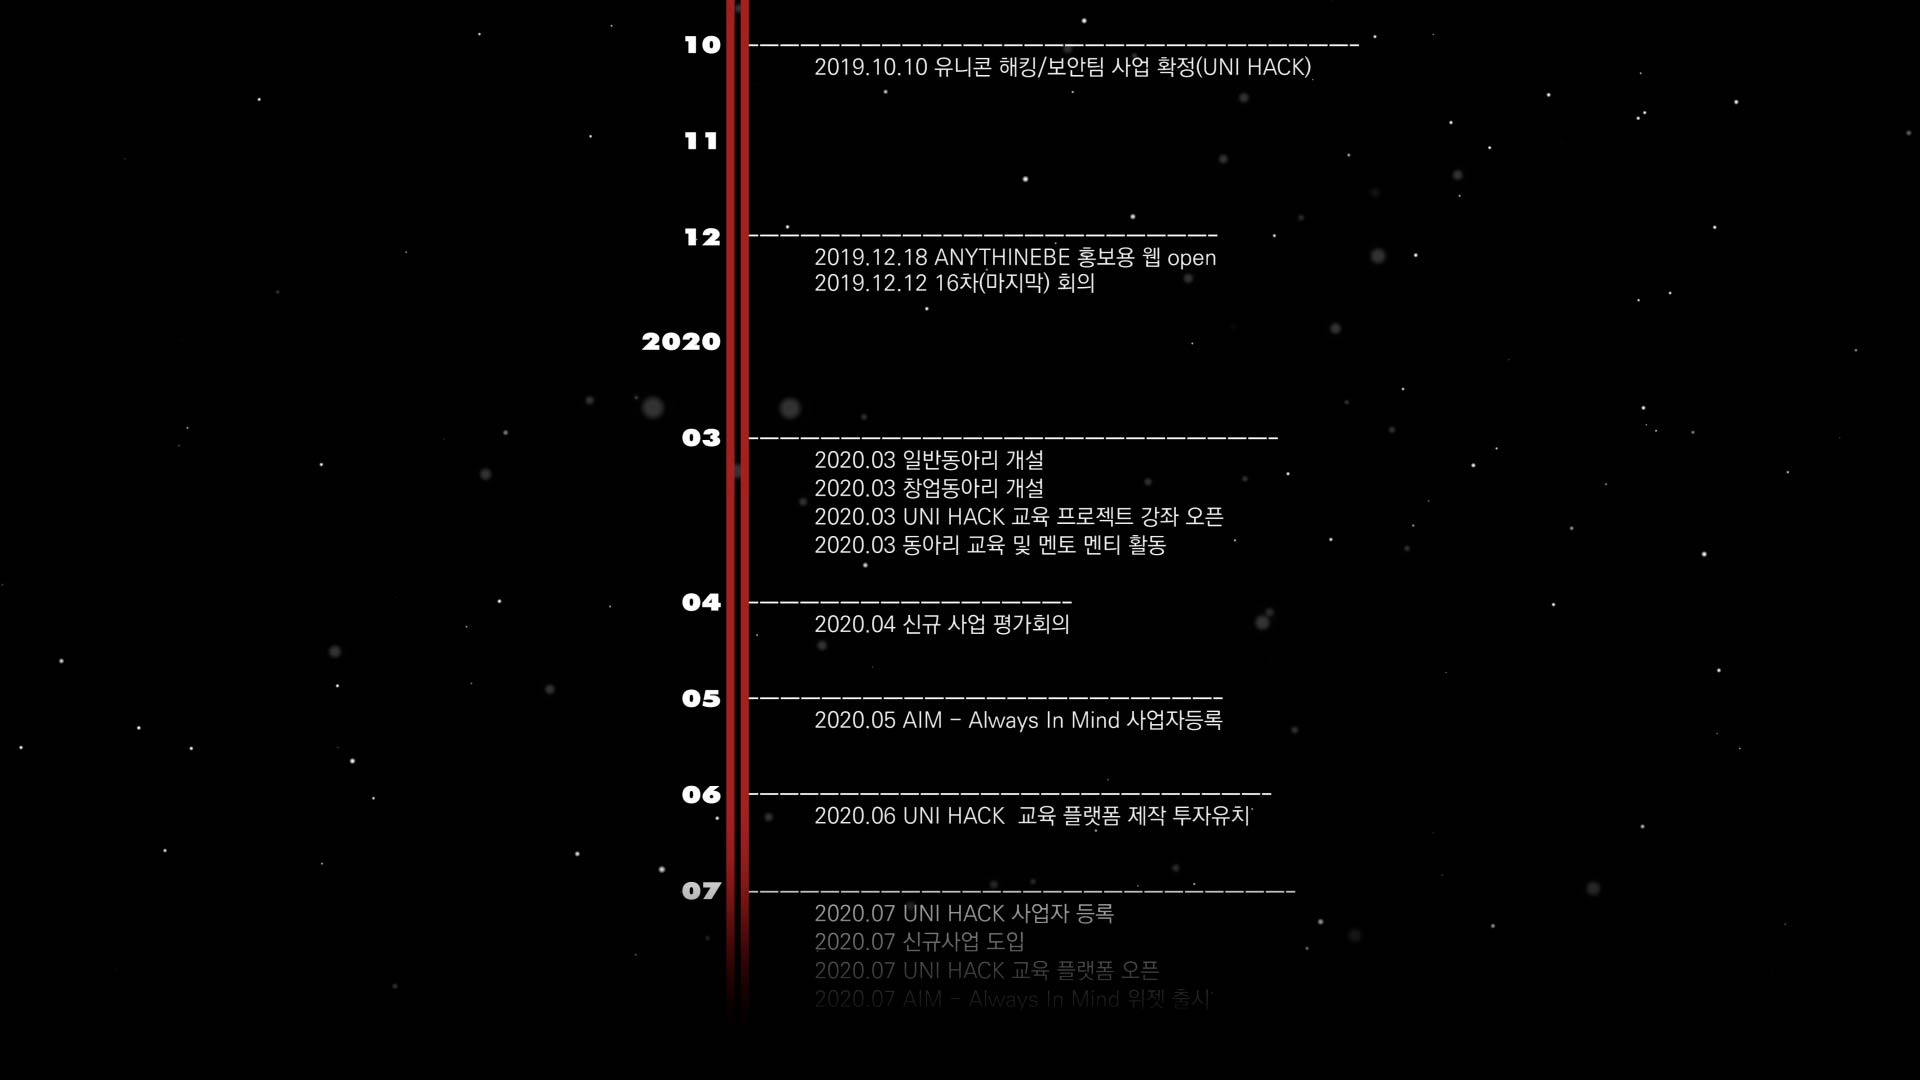 10
2019.10.10 유니콘 해킹/보안팀 사업 확정(UNI HACK)
11
12
2019.12.18 ANYTHINEBE 홍보용 웹 open
2019.12.12 16차(마지막) 회의
2020
03
2020.03 일반동아리 개설
2020.03 창업동아리 개설
2020.03 UNI HACK 교육 프로젝트 강좌 오픈
2020.03 동아리 교육 및 멘토 멘티 활동
04
2020.04 신규 사업 평가회의
05
2020.05 AIM - Always In Mind 사업자등록
06
2020.06 UNI HACK  교육 플랫폼 제작 투자유치
07
2020.07 UNI HACK 사업자 등록
2020.07 신규사업 도입
2020.07 UNI HACK 교육 플랫폼 오픈
2020.07 AIM - Always In Mind 위젯 출시